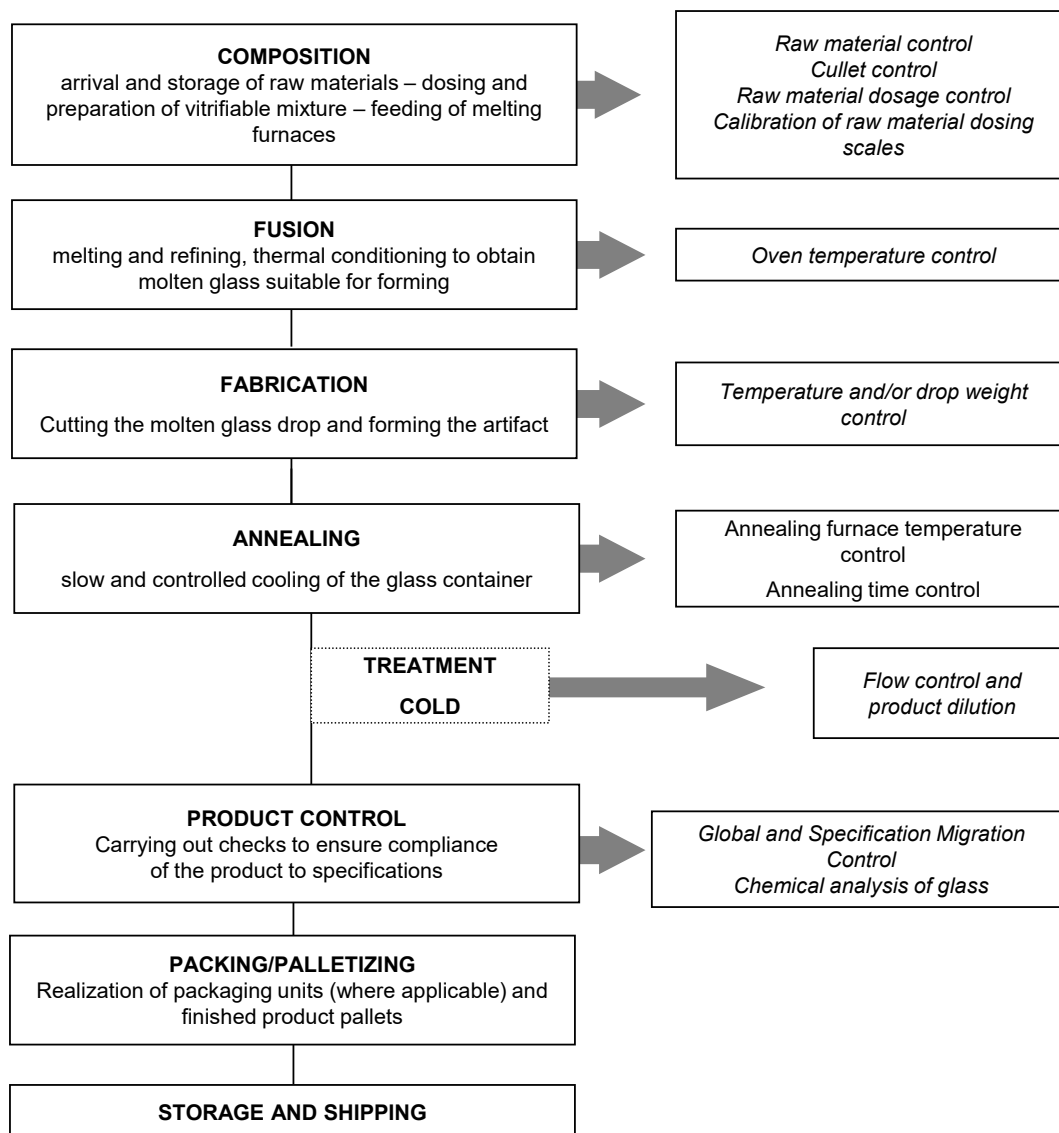 COMPOSITION
arrival and storage of raw materials – dosing and
preparation of vitrifiable mixture – feeding of melting
furnaces
Raw material control
Cullet control
Raw material dosage control
Calibration of raw material dosing
scales
FUSION
melting and refining, thermal conditioning to obtain
molten glass suitable for forming
Oven temperature control
FABRICATION
Cutting the molten glass drop and forming the artifact
Temperature and/or drop weight
control
ANNEALING
slow and controlled cooling of the glass container
Annealing furnace temperature
control
Annealing time control
TREATMENT
COLD
Flow control and
product dilution
PRODUCT CONTROL
Carrying out checks to ensure compliance
of the product to specifications
Global and Specification Migration
Control
Chemical analysis of glass
PACKING/PALLETIZING
Realization of packaging units (where applicable) and
finished product pallets
STORAGE AND SHIPPING